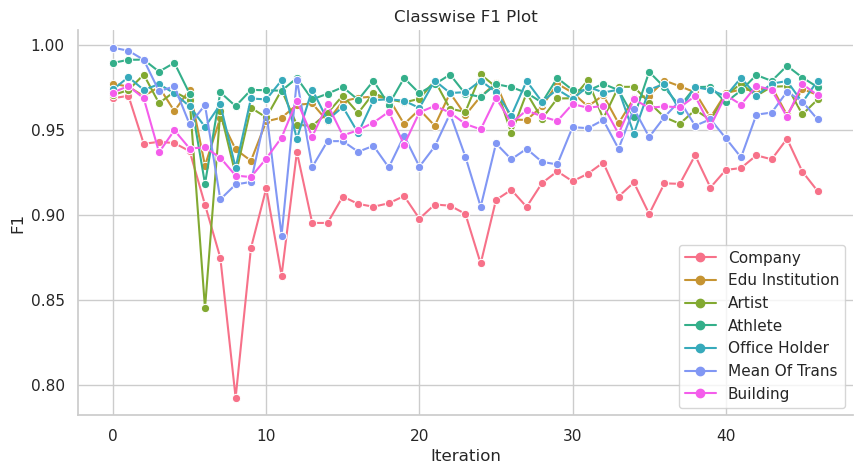 Classwise F1 Plot
1.00
0.95
0.90
0.85
0.80
F1
0
10
20
30
40
Iteration
Company
Edu Institution
Artist
Athlete
Office Holder
Mean Of Trans
Building